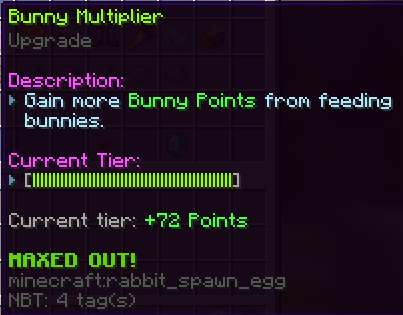 Bunny Multiplier
Upgrade
Description:
Gain more Bunny Points from feeding
bunnies.
Current Tier:
[||||||||||||||||||||||||||||||||||||||||||||||||||]
Current tier: +72 Points
MAXED OUT!
minecraft:rabbit_spawn_egg
NBT: 4 tag(s)